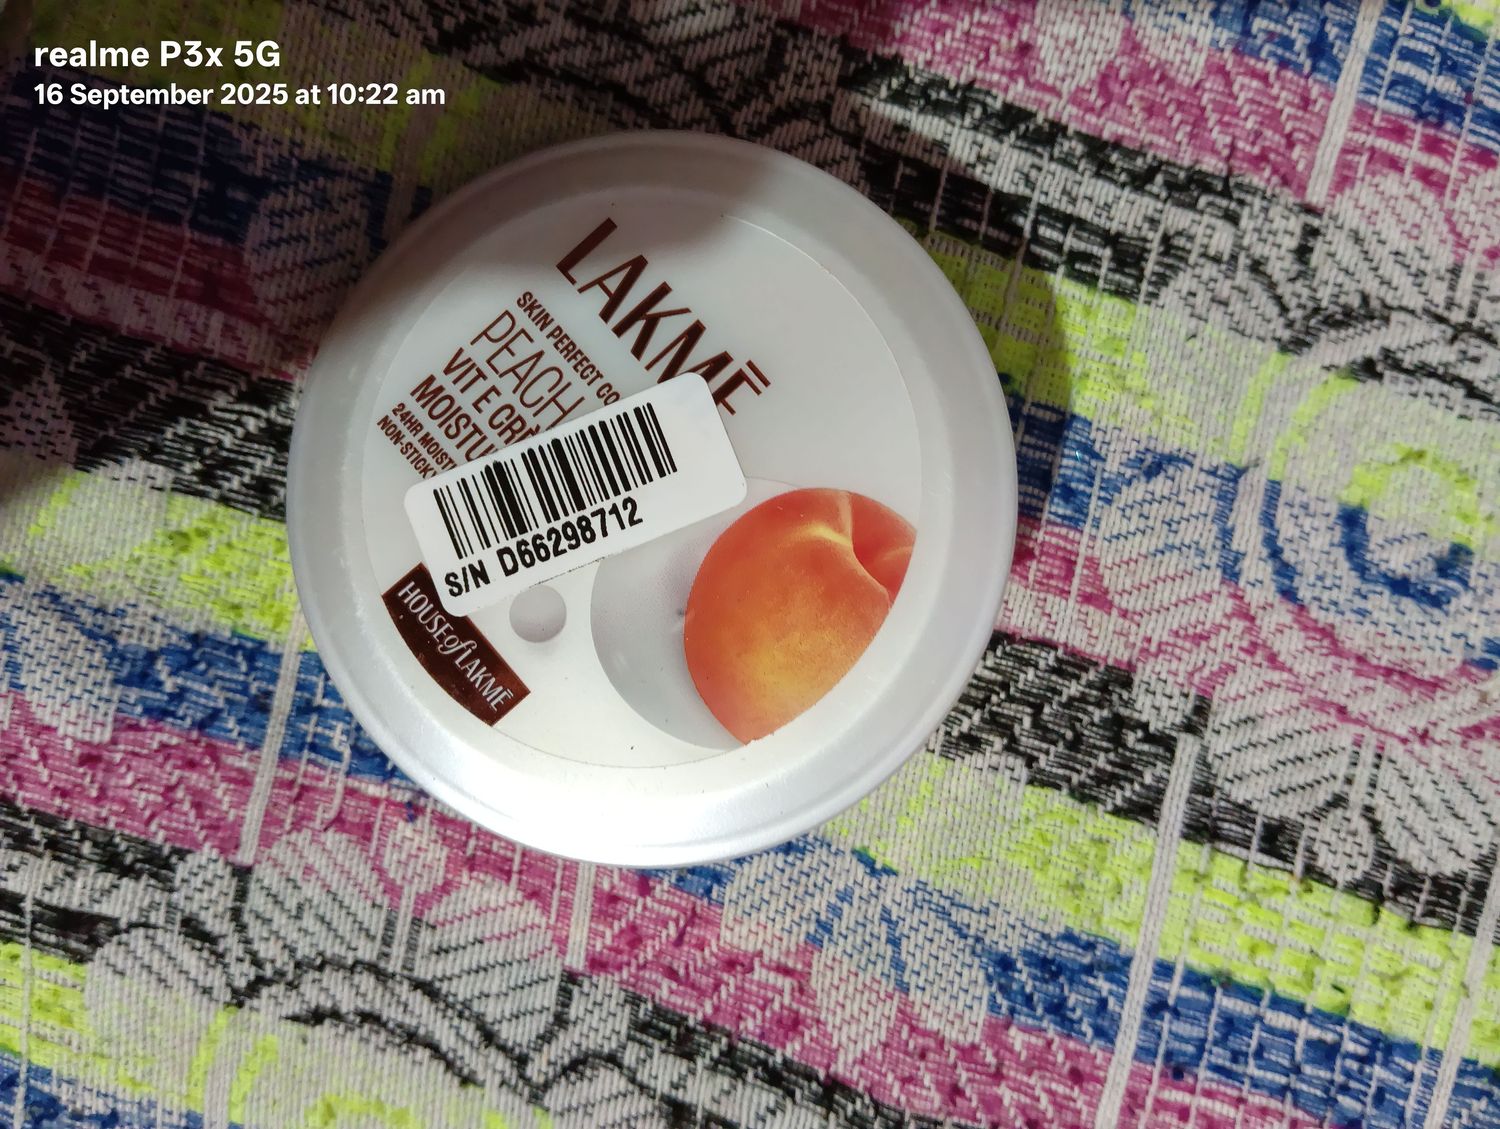 realme P3x 5G
16 September 2025 at 10:22 am
LAKMĒ
SKIN PERFECT
PEACH
VIT E
24HR
S/N D66298712
HOUSE of LAKMĒ